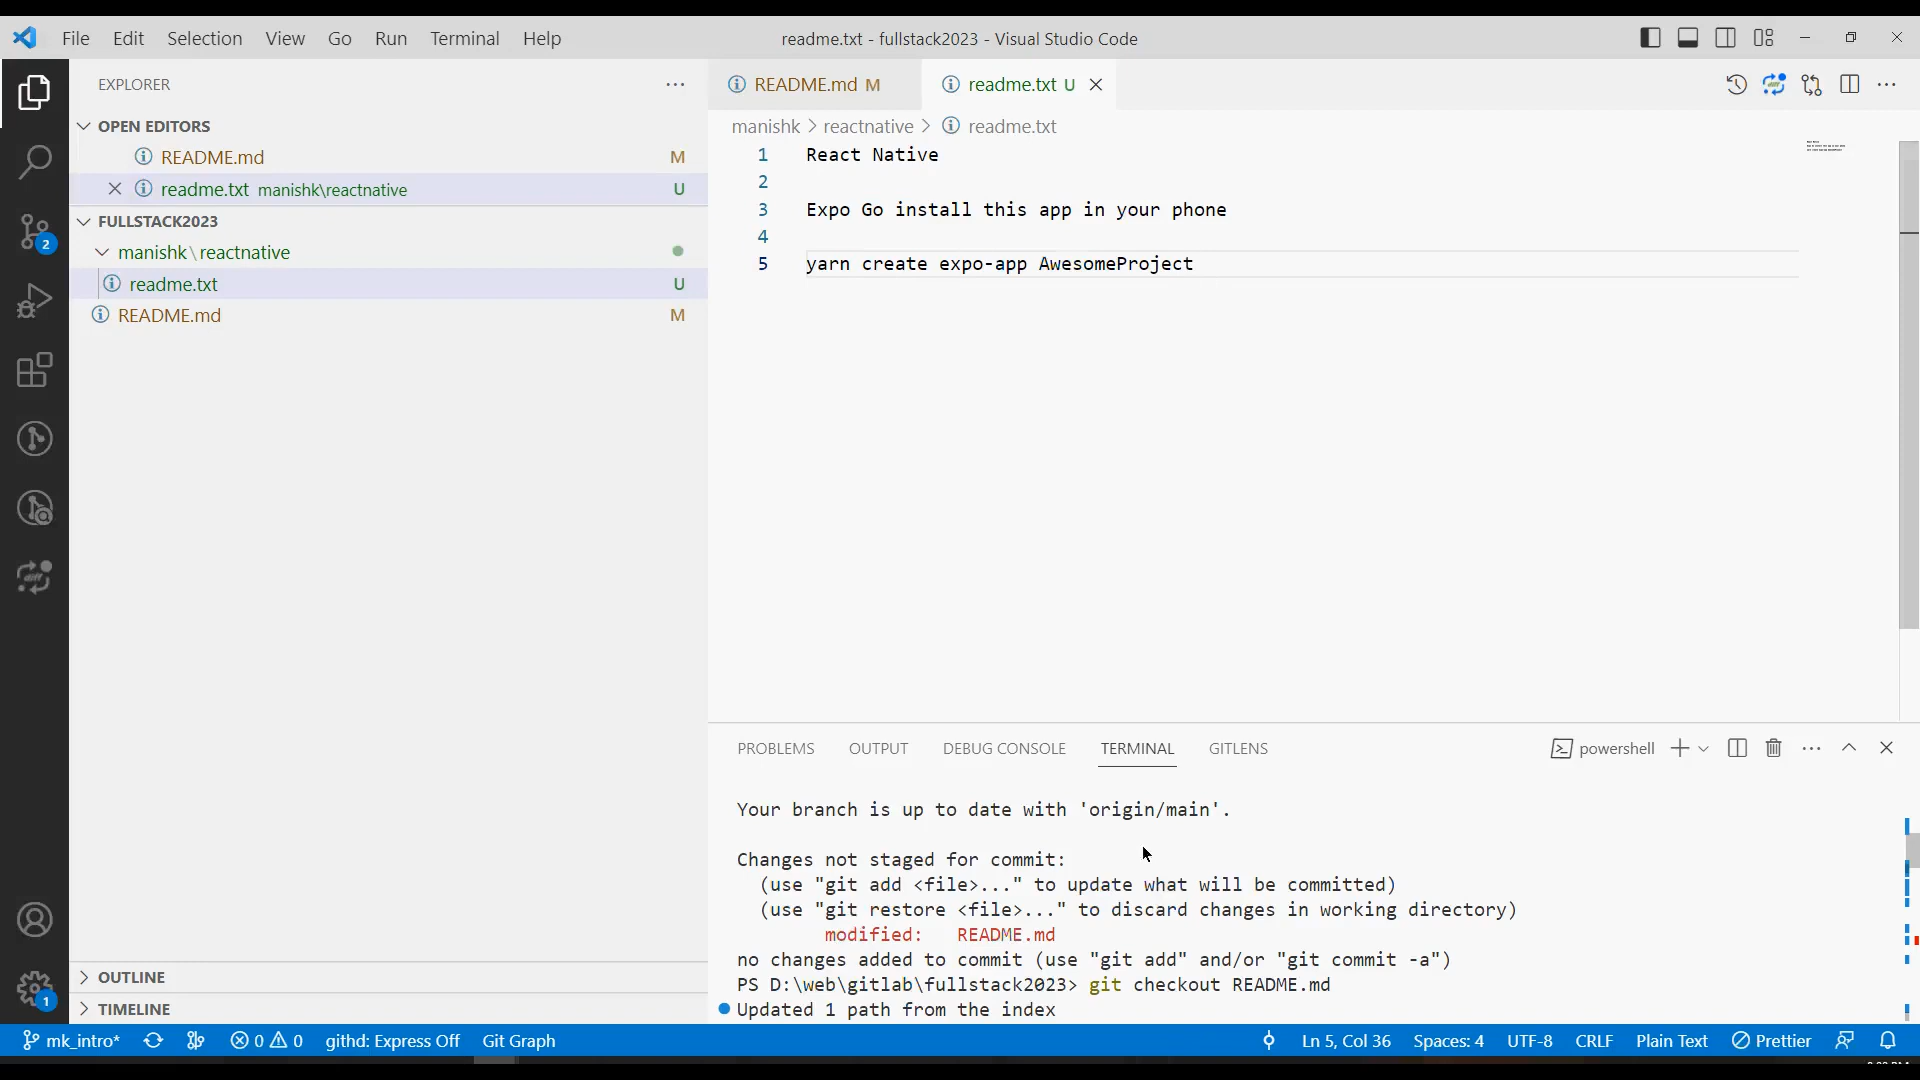 File Edit Selection View Go Run Terminal Help
readme.txt - fullstack2023 - Visual Studio Code
EXPLORER
OPEN EDITORS
README.md M
readme.txt manishk\reactnative U
FULLSTACK2023
manishk\reactnative
readme.txt U
README.md M
OUTLINE
TIMELINE
2
1
README.md M
readme.txt U
manishk > reactnative > readme.txt
1 React Native
2
3 Expo Go install this app in your phone
4
5 yarn create expo-app AwesomeProject
PROBLEMS OUTPUT DEBUG CONSOLE TERMINAL GITLENS
powershell
Your branch is up to date with 'origin/main'.
Changes not staged for commit:
(use "git add <file>..." to update what will be committed)
(use "git restore <file>..." to discard changes in working directory)
modified: README.md
no changes added to commit (use "git add" and/or "git commit -a")
PS D:\web\gitlab\fullstack2023> git checkout README.md
Updated 1 path from the index
mk_intro* 0 0 githd: Express Off Git Graph
Ln 5, Col 36 Spaces: 4 UTF-8 CRLF Plain Text Prettier